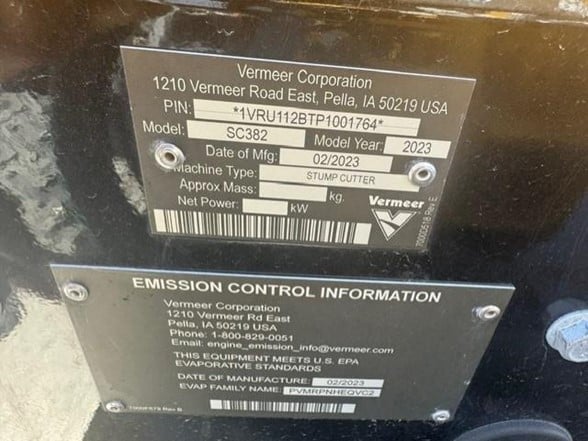 Vermeer Corporation
1210 Vermeer Road East, Pella, IA 50219 USA
PIN: *1VRU112BTP1001764*
Model: SC382 Model Year: 2023
Date of Mfg: 02/2023
Machine Type: STUMP CUTTER
Approx Mass: kg.
Net Power: kW
Vermeer
EMISSION CONTROL INFORMATION
Vermeer Corporation
1210 Vermeer Rd East
Pella, IA 50219 USA
Phone: 1-800-829-0051
Email: engine_emission_info@vermeer.com
THIS EQUIPMENT MEETS U.S. EPA
EVAPORATIVE STANDARDS
DATE OF MANUFACTURE: 02/2023
EVAP FAMILY NAME PVMRPNHEQVC2
Rev B